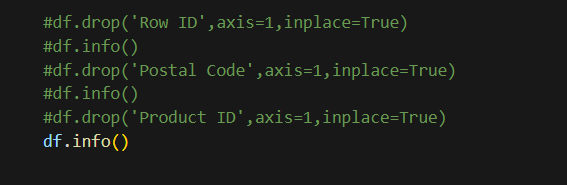 #df.drop('Row ID',axis=1,inplace=True)
#df.info()
#df.drop('Postal Code',axis=1,inplace=True)
#df.info()
#df.drop('Product ID',axis=1,inplace=True)
df.info()